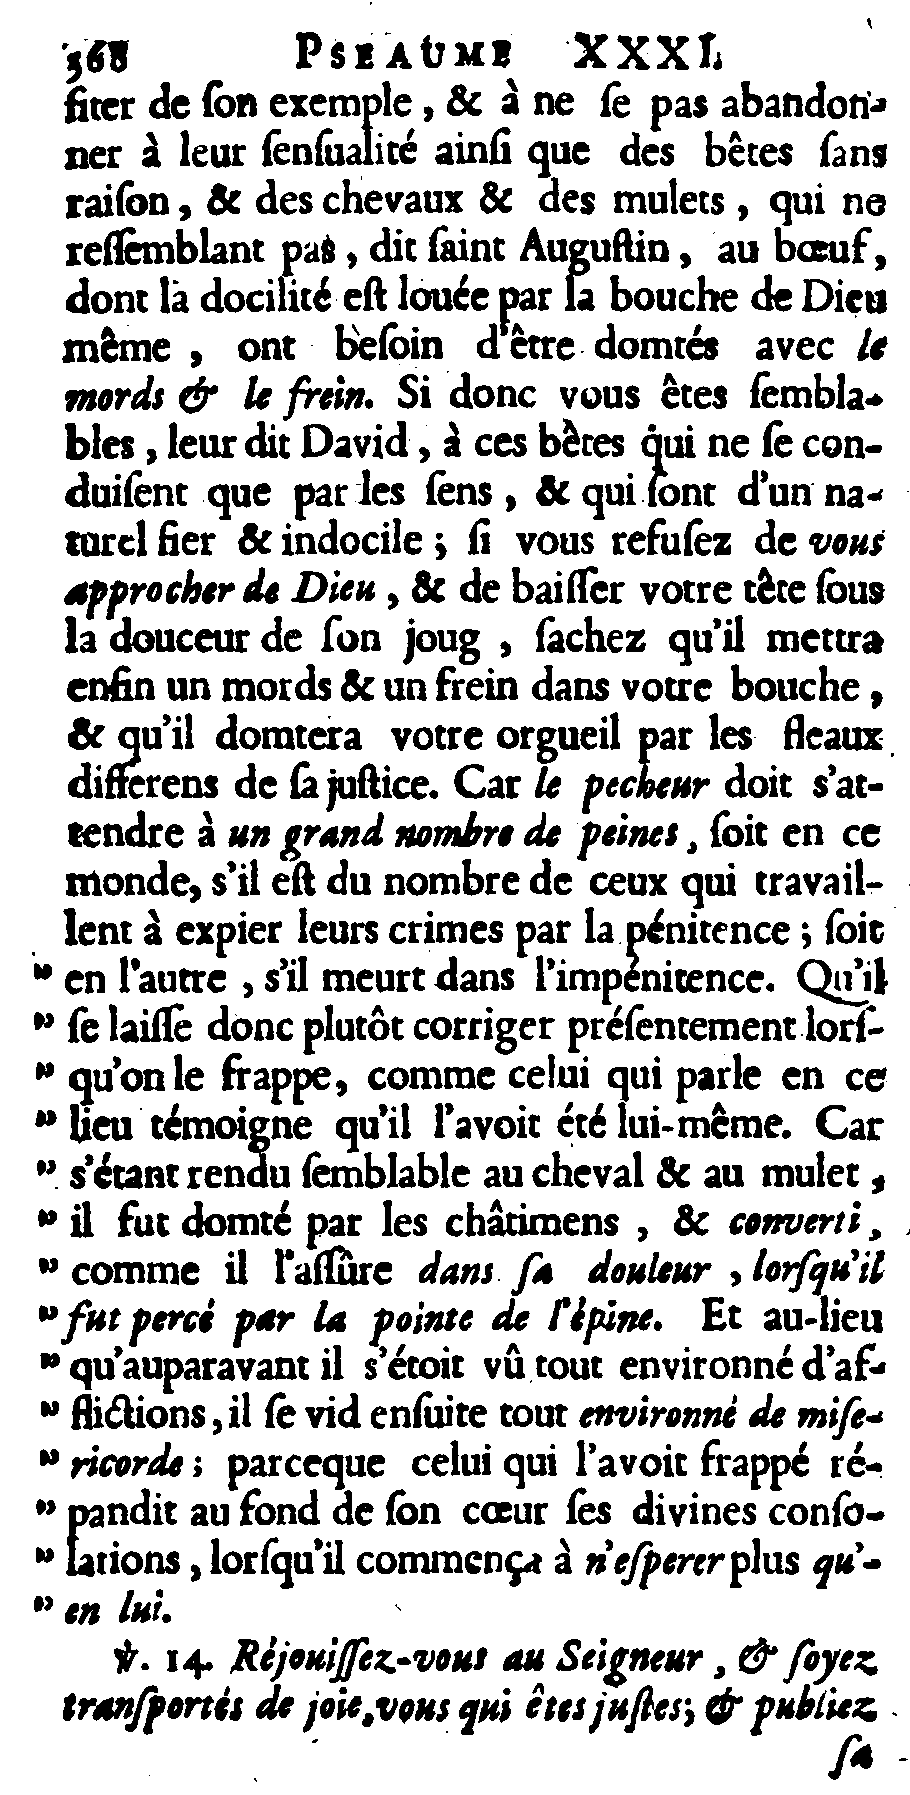 368 PSEAUME XXXI.
fiter de ſon exemple, & à ne ſe pas abandon-
ner à leur ſenſualité ainſi que des bêtes ſans
raiſon, & des chevaux & des mulets, qui ne
reſſemblant pas, dit ſaint Auguſtin, au bœuf,
dont la docilité eſt louée par la bouche de Dieu
même, ont beſoin d'être domtés avec le
mords & le frein. Si donc vous êtes ſembla-
bles, leur dit David, à ces bêtes qui ne ſe con-
duiſent que par les ſens, & qui ſont d'un na-
turel fier & indocile; ſi vous refuſez de vous
approcher de Dieu, & de baiſſer votre tête ſous
la douceur de ſon joug, ſachez qu'il mettra
enfin un mords & un frein dans votre bouche,
& qu'il domtera votre orgueil par les fleaux
differens de ſa juſtice. Car le pecheur doit s'at-
tendre à un grand nombre de peines, ſoit en ce
monde, s'il eſt du nombre de ceux qui travail-
lent à expier leurs crimes par la pénitence; ſoit
” en l'autre, s'il meurt dans l'impénitence. Qu'il
” ſe laiſſe donc plutôt corriger préſentement lorſ-
” qu'on le frappe, comme celui qui parle en ce
” lieu témoigne qu'il l'avoit été lui-même. Car
” s'étant rendu ſemblable au cheval & au mulet,
” il fut domté par les châtimens, & converti,
” comme il l'aſſûre dans ſa douleur, lorſqu'il
” fut percé par la pointe de l'épine. Et au-lieu
” qu'auparavant il s'étoit vû tout environné d'af-
” flictions, il ſe vid enſuite tout environné de miſe-
” ricorde; parceque celui qui l'avoit frappé ré-
” pandit au fond de ſon cœur ſes divines conſo-
” lations, lorſqu'il commença à n'eſperer plus qu'-
” en lui.
℣. 14. Réjouiſſez-vous au Seigneur, & ſoyez
tranſportés de joie, vous qui êtes juſtes; & publiez
ſa